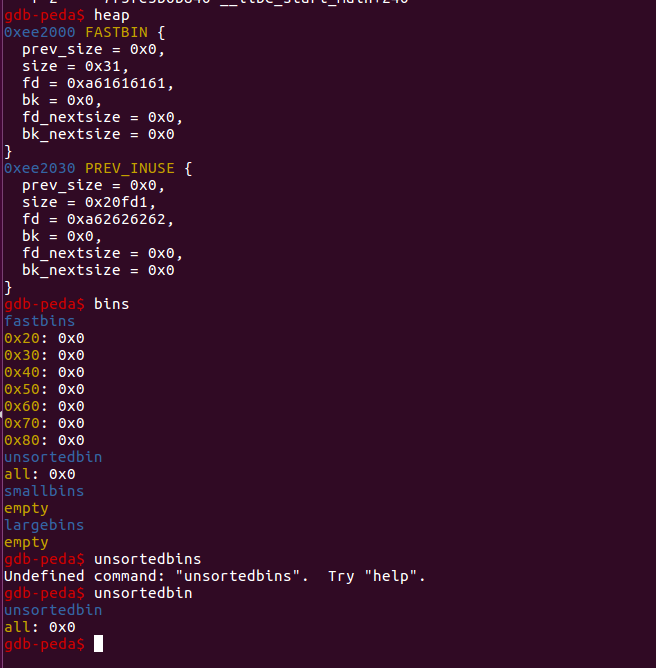 gdb-peda$ heap
0xee2000 FASTBIN {
  prev_size = 0x0,
  size = 0x31,
  fd = 0xa61616161,
  bk = 0x0,
  fd_nextsize = 0x0,
  bk_nextsize = 0x0
}
0xee2030 PREV_INUSE {
  prev_size = 0x0,
  size = 0x20fd1,
  fd = 0xa62626262,
  bk = 0x0,
  fd_nextsize = 0x0,
  bk_nextsize = 0x0
}
gdb-peda$ bins
fastbins
0x20: 0x0
0x30: 0x0
0x40: 0x0
0x50: 0x0
0x60: 0x0
0x70: 0x0
0x80: 0x0
unsortedbin
all: 0x0
smallbins
empty
largebins
empty
gdb-peda$ unsortedbins
Undefined command: "unsortedbins".  Try "help".
gdb-peda$ unsortedbin
unsortedbin
all: 0x0
gdb-peda$